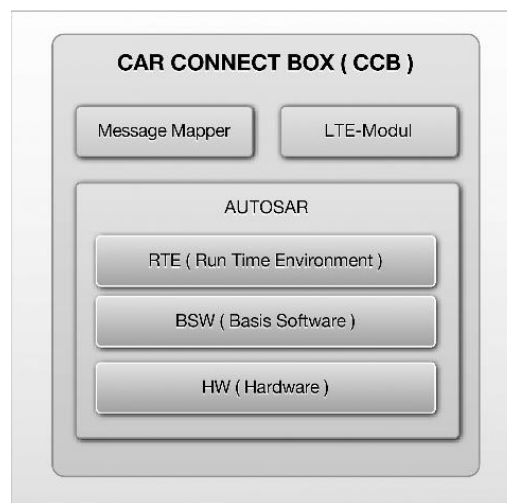 CAR CONNECT BOX ( CCB )
Message Mapper
LTE-Modul
AUTOSAR
RTE ( Run Time Environment )
BSW ( Basis Software )
HW ( Hardware )